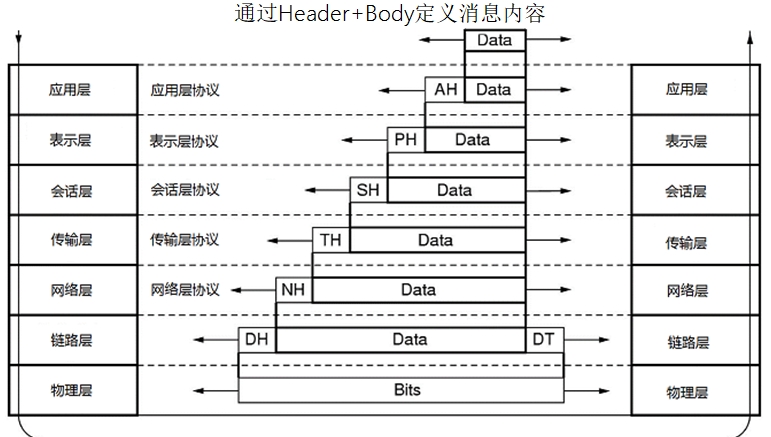 通过Header+Body定义消息内容
Data
应用层 应用层协议 AH Data 应用层
表示层 表示层协议 PH Data 表示层
会话层 会话层协议 SH Data 会话层
传输层 传输层协议 TH Data 传输层
网络层 网络层协议 NH Data 网络层
链路层 DH Data DT 链路层
物理层 Bits 物理层